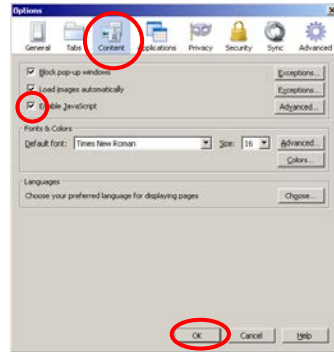 Options
General Tabs Content Applications Privacy Security Sync Advanced
Block pop-up windows Exceptions...
Load images automatically Exceptions...
Enable JavaScript Advanced...
Fonts & Colors
Default font: Times New Roman Size: 16 Advanced...
Colors...
Languages
Choose your preferred language for displaying pages Choose...
OK Cancel Help